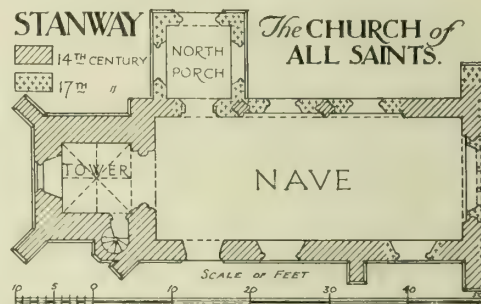 STANWAY
The CHURCH of
ALL SAINTS.
14TH CENTURY
17TH "
NORTH
PORCH
TOWER
NAVE
SCALE OF FEET
10 5 0 10 20 30 40 50